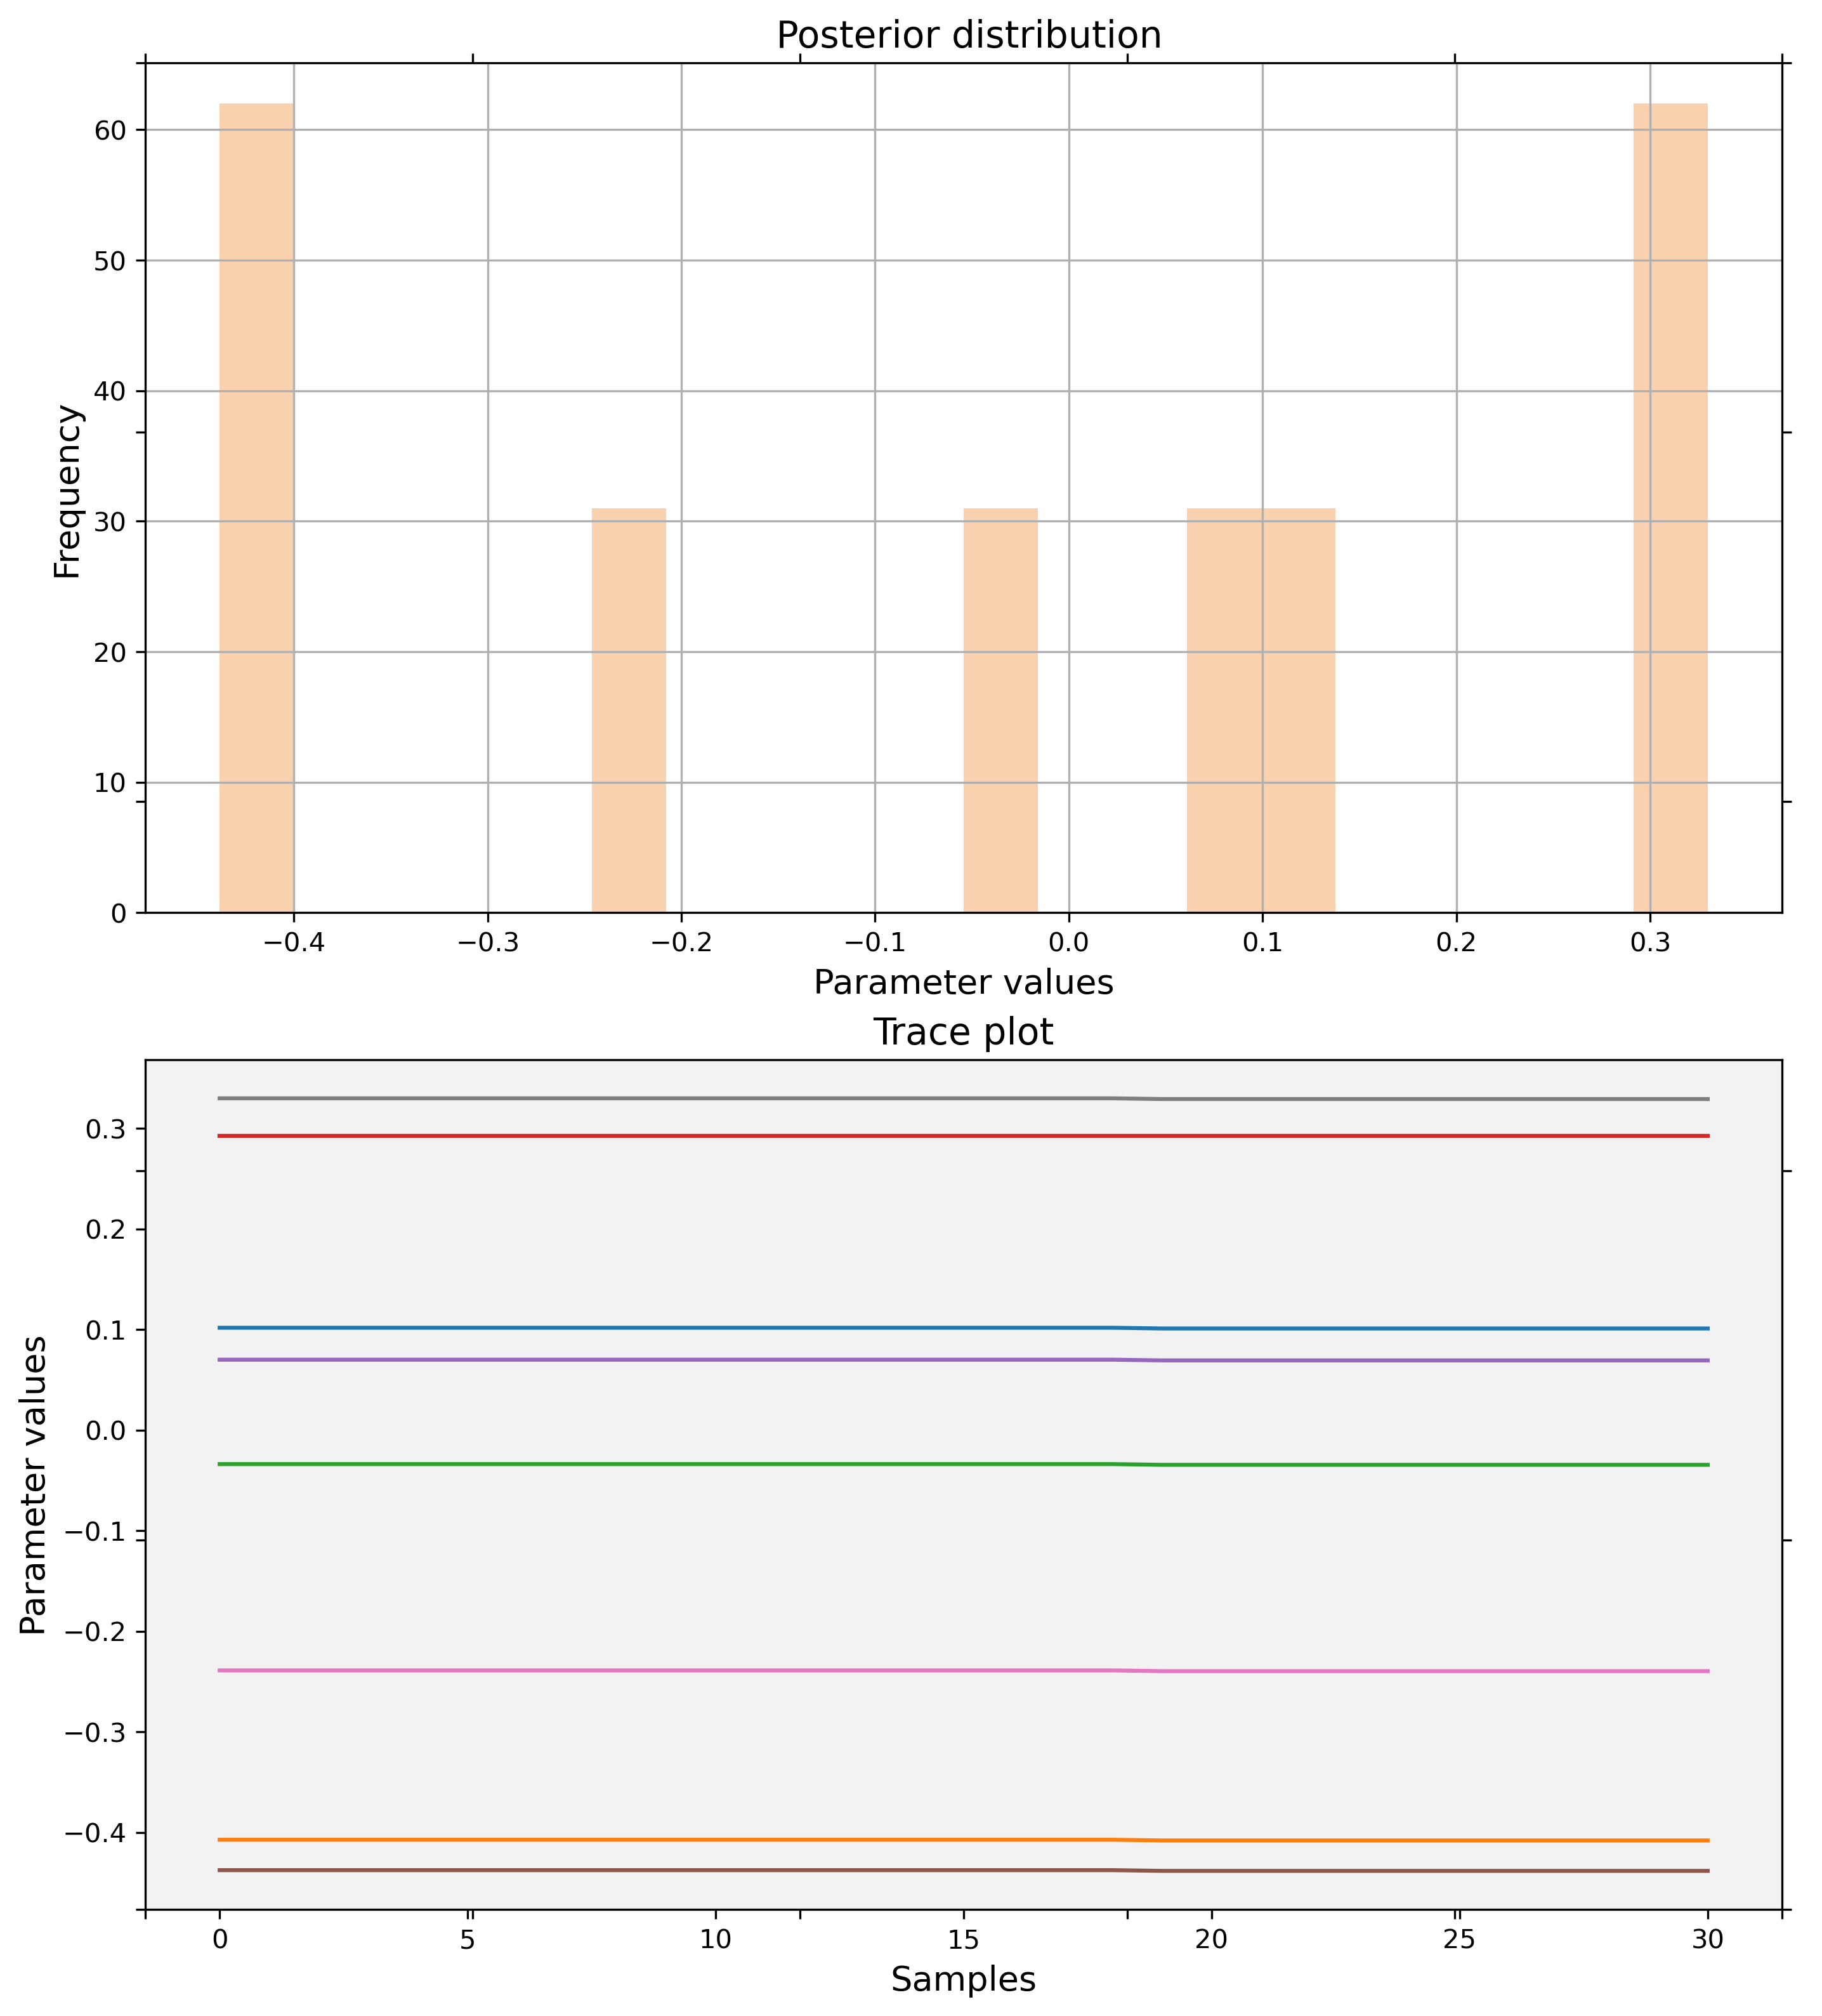 Posterior distribution
60
50
40
30
20
10
0
Frequency
−0.4 −0.3 −0.2 −0.1 0.0 0.1 0.2 0.3
Parameter values
Trace plot
0.3
0.2
0.1
0.0
−0.1
−0.2
−0.3
−0.4
Parameter values
0 5 10 15 20 25 30
Samples